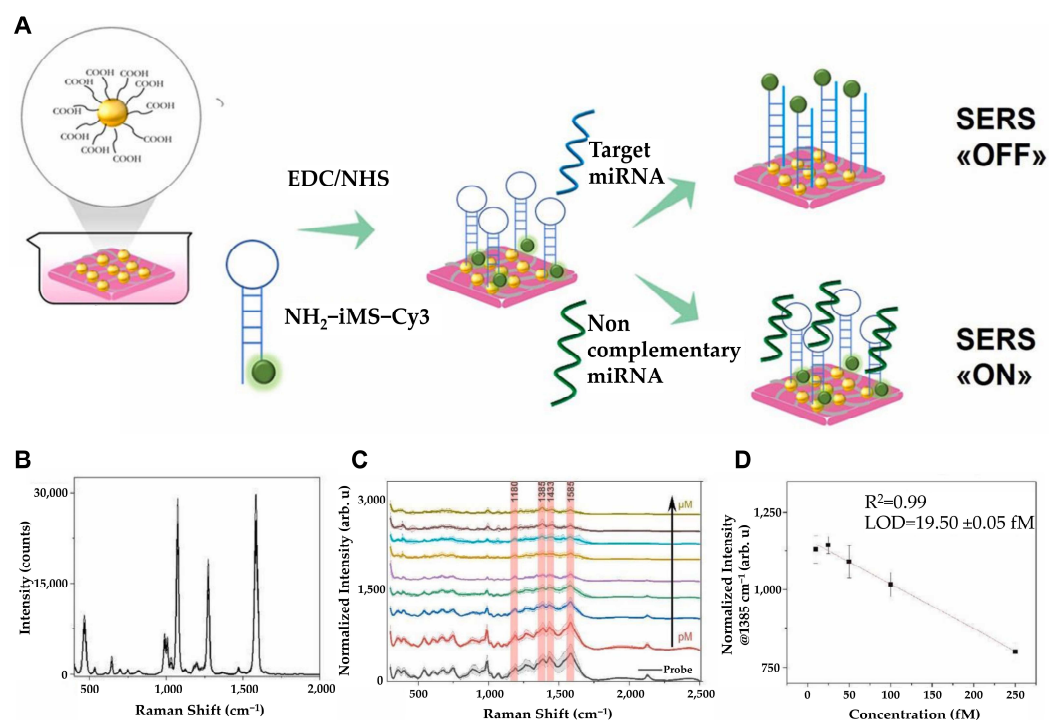 A
COOH
COOH
COOH
COOH
COOH
COOH
COOH
COOH
COOH
COOH
COOH
EDC/NHS
NH₂–iMS–Cy3
Target
miRNA
Non
complementary
miRNA
SERS
«OFF»
SERS
«ON»
B
Intensity (counts)
30,000
15,000
0
500
1,000
1,500
2,000
Raman Shift (cm⁻¹)
C
Normalized Intensity (arb. u)
3,000
1,500
0
1180
1385
1433
1585
µM
pM
Probe
500
1,000
1,500
2,000
2,500
Raman Shift (cm⁻¹)
D
Normalized Intensity
@1385 cm⁻¹ (arb. u)
1,250
1,000
750
R²=0.99
LOD=19.50 ±0.05 fM
0
25
50
75
100
125
150
175
200
225
250
Concentration (fM)